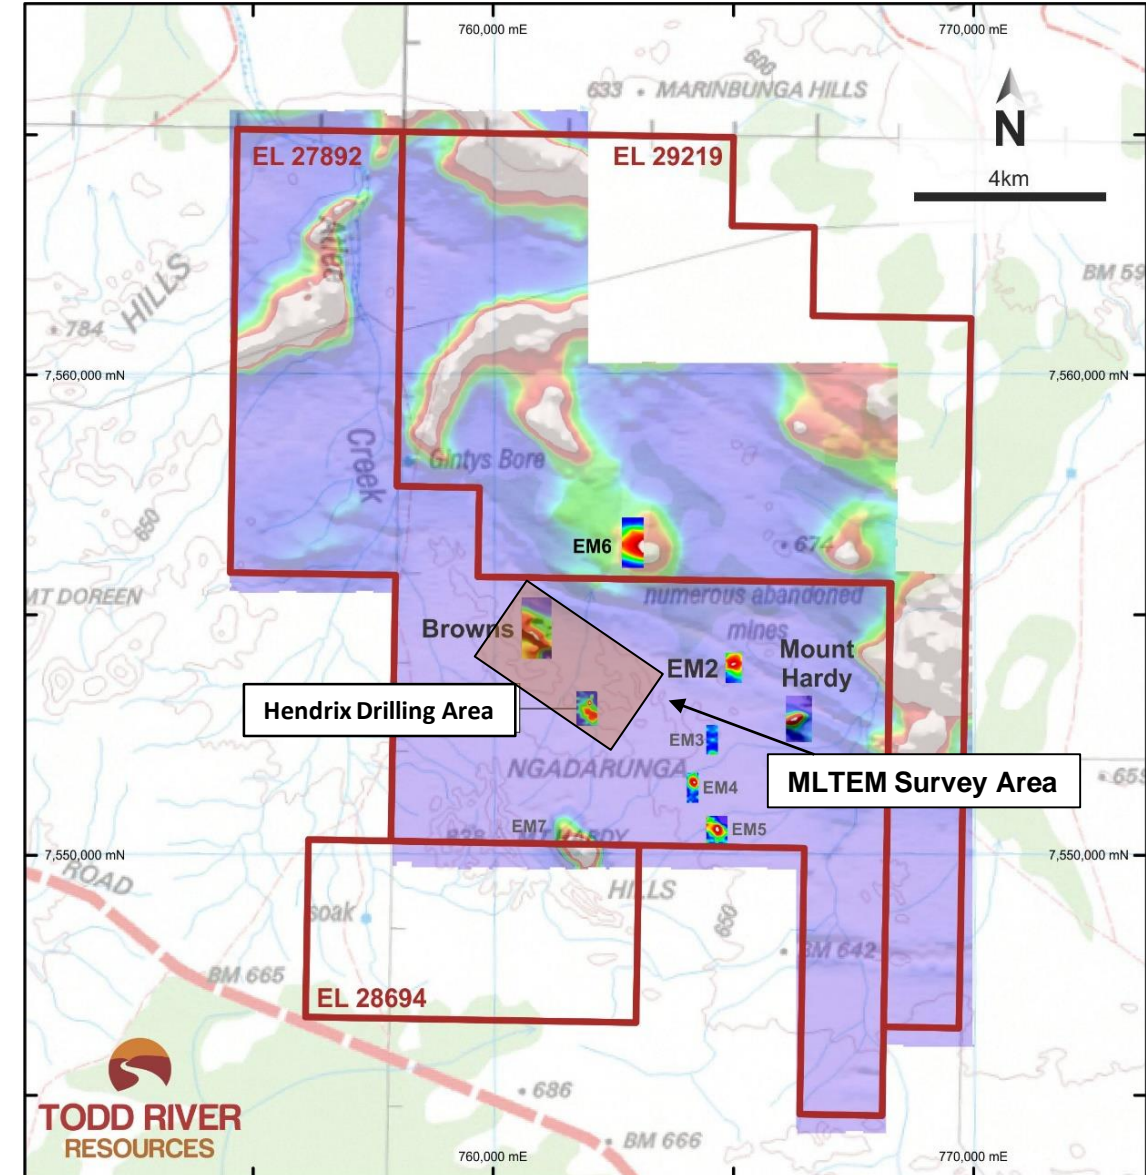 760,000 mE
770,000 mE
600
633
MARINBUNGA HILLS
N
4km
EL 27892
EL 29219
HILLS
BM 59
784
7,560,000 mN
7,560,000 mN
Creek
Gintys Bore
650
EM6
674
MT DOREEN
numerous abandoned
mines
Browns
EM2
Mount
Hardy
Hendrix Drilling Area
EM3
NGADARUNGA
MLTEM Survey Area
659
EM4
EM7
MT HARDY
EM5
7,550,000 mN
7,550,000 mN
ROAD
HILLS
soak
650
BM 642
BM 665
EL 28694
686
TODD RIVER
RESOURCES
BM 666
760,000 mE
770,000 mE